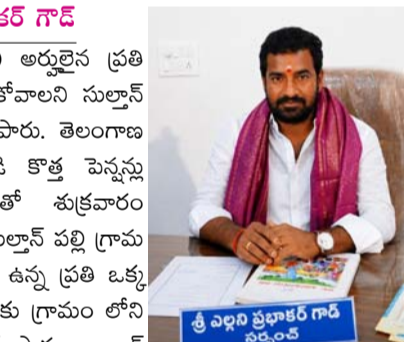 కర్ గౌడ్
అర్హులైన ప్రతి
కోవాలని సుల్తాన్
పారు. తెలంగాణ
డి కొత్త పెన్షన్లు
తో శుక్రవారం
ల్తాన్ పల్లి గ్రామ
ఉన్న ప్రతి ఒక్క
కు గ్రామం లోని
శ్రీ ఎల్లని ప్రభాకర్ గౌడ్
సర్పంచ్